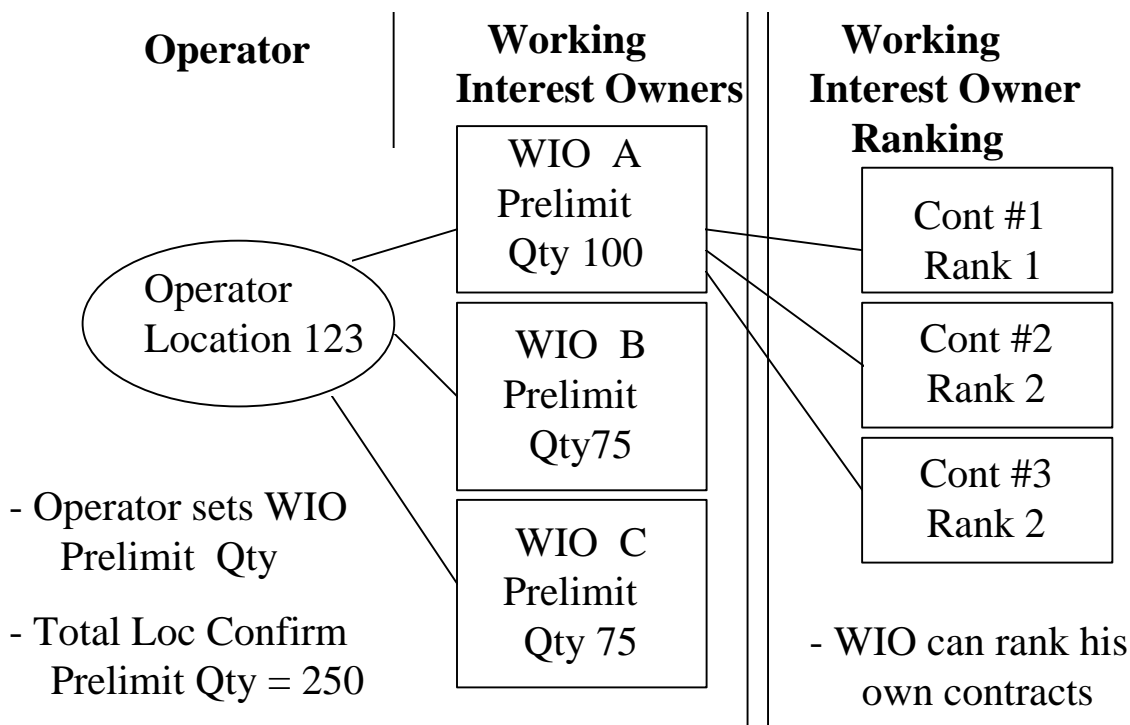 Operator
Location 123
- Operator sets WIO
Prelimit Qty
- Total Loc Confirm
Prelimit Qty = 250
Operator
Working
Interest Owners
WIO A
Prelimit
Qty 100
WIO B
Prelimit
Qty75
WIO C
Prelimit
Qty 75
Working
Interest Owner
Ranking
Cont #1
Rank 1
Cont #2
Rank 2
Cont #3
Rank 2
- WIO can rank his
own contracts